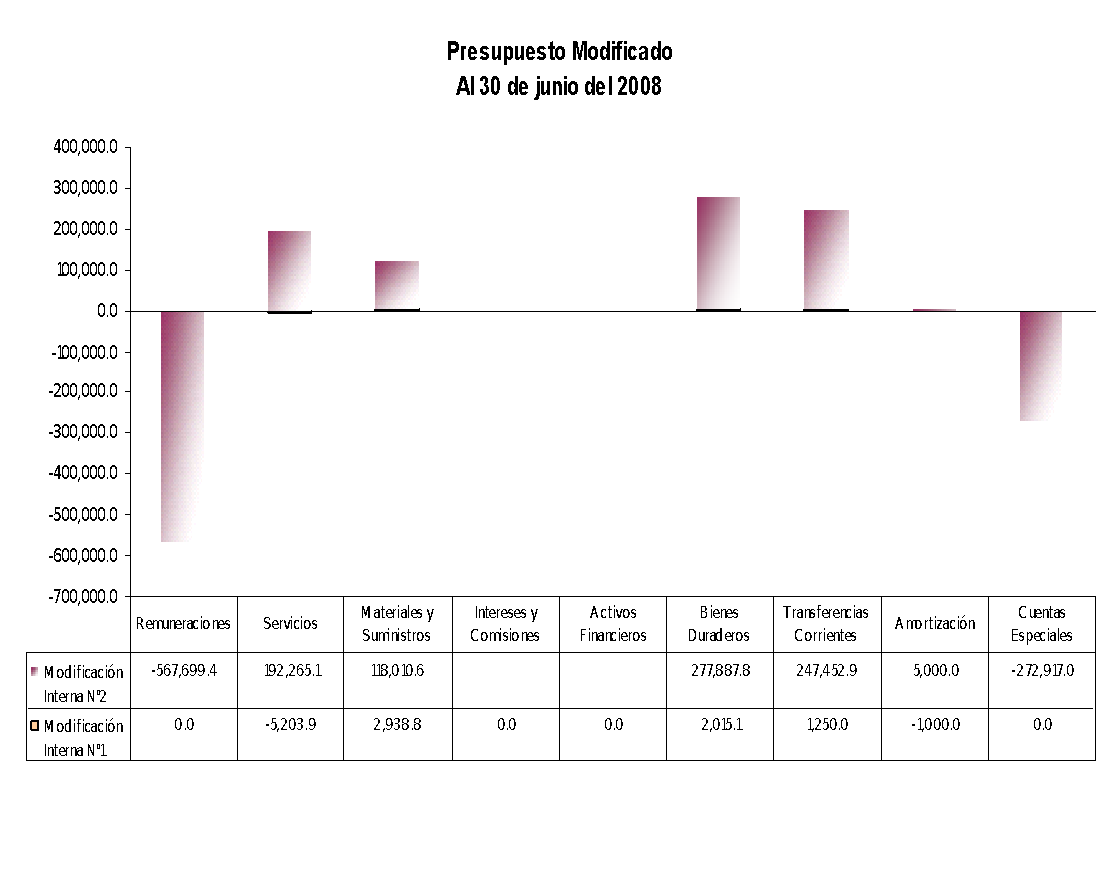 Presupuesto Modificado
Al 30 de junio del 2008
400,000.0
300,000.0
200,000.0
100,000.0
0.0
-100,000.0
-200,000.0
-300,000.0
-400,000.0
-500,000.0
-600,000.0
-700,000.0
Remuneraciones Servicios Materiales y Suministros Intereses y Comisiones Activos Financieros Bienes Duraderos Transferencias Corrientes Amortización Cuentas Especiales
Modificación Interna N°2 -567,699.4 192,265.1 118,010.6 277,887.8 247,452.9 5,000.0 -272,917.0
Modificación Interna N°1 0.0 -5,203.9 2,938.8 0.0 0.0 2,015.1 1,250.0 -1,000.0 0.0